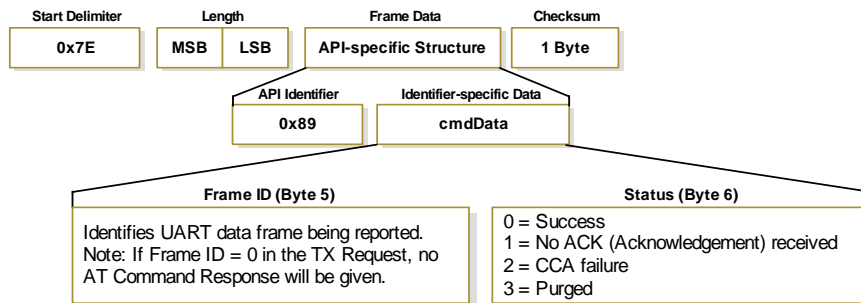 Start Delimiter Length Frame Data Checksum
0x7E MSB LSB API-specific Structure 1 Byte
API Identifier Identifier-specific Data
0x89 cmdData
Frame ID (Byte 5)
Identifies UART data frame being reported.
Note: If Frame ID = 0 in the TX Request, no
AT Command Response will be given.
Status (Byte 6)
0 = Success
1 = No ACK (Acknowledgement) received
2 = CCA failure
3 = Purged